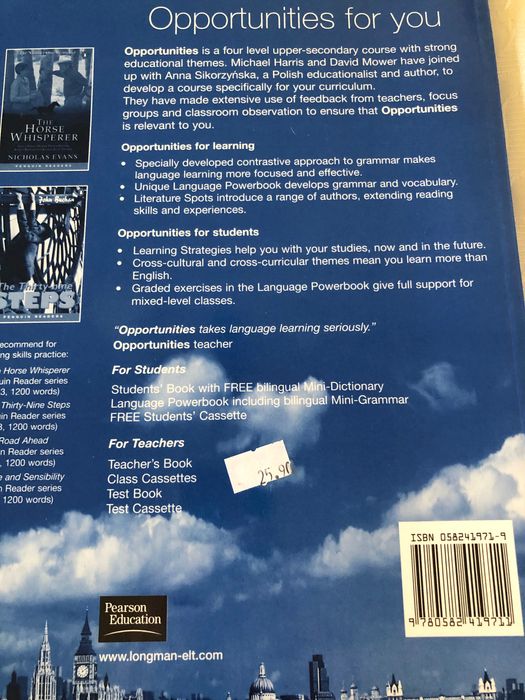 Opportunities for you
Opportunities is a four level upper-secondary course with strong
educational themes. Michael Harris and David Mower have joined
up with Anna Sikorzyńska, a Polish educationalist and author, to
develop a course specifically for your curriculum.
They have made extensive use of feedback from teachers, focus
groups and classroom observation to ensure that Opportunities
is relevant to you.
Opportunities for learning
• Specially developed contrastive approach to grammar makes
language learning more focused and effective.
• Unique Language Powerbook develops grammar and vocabulary.
• Literature Spots introduce a range of authors, extending reading
skills and experiences.
Opportunities for students
• Learning Strategies help you with your studies, now and in the future.
• Cross-cultural and cross-curricular themes mean you learn more than
English.
• Graded exercises in the Language Powerbook give full support for
mixed-level classes.
"Opportunities takes language learning seriously."
Opportunities teacher
For Students
Students' Book with FREE bilingual Mini-Dictionary
Language Powerbook including bilingual Mini-Grammar
FREE Students' Cassette
For Teachers
Teacher's Book
Class Cassettes
Test Book
Test Cassette
25.90
THE
HORSE
WHISPERER
NICHOLAS EVANS
PENGUIN READERS
John Buchan
The Thirty-nine
STEPS
PENGUIN READERS
ecommend for
ng skills practice:
Horse Whisperer
uin Reader series
3, 1200 words)
Thirty-Nine Steps
in Reader series
3, 1200 words)
Road Ahead
n Reader series
, 1200 words)
e and Sensibility
n Reader series
1200 words)
ISBN 058241971-9
9 780582 419711
Pearson
Education
www.longman-elt.com